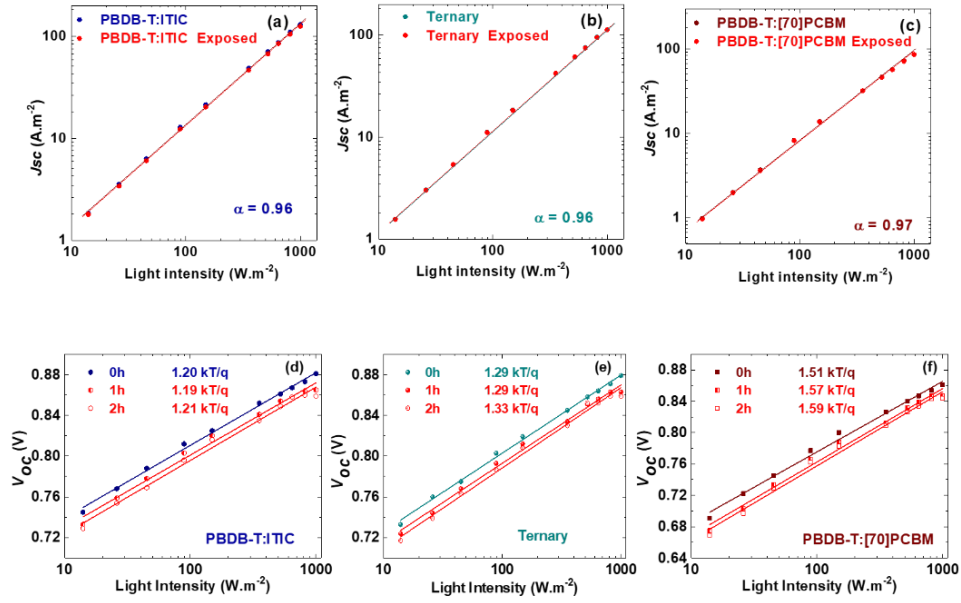 (a)
PBDB-T:ITIC
PBDB-T:ITIC Exposed
100
10
1
Jsc (A.m⁻²)
α = 0.96
10 100 1000
Light intensity (W.m⁻²)
(b)
Ternary
Ternary Exposed
100
10
1
Jsc (A.m⁻²)
α = 0.96
10 100 1000
Light intensity (W.m⁻²)
(c)
PBDB-T:[70]PCBM
PBDB-T:[70]PCBM Exposed
100
10
1
Jsc (A.m⁻²)
α = 0.97
10 100 1000
Light intensity (W.m⁻²)
(d)
0h 1.20 kT/q
1h 1.19 kT/q
2h 1.21 kT/q
0.88
0.84
0.80
0.76
0.72
VOC (V)
PBDB-T:ITIC
10 100 1000
Light Intensity (W.m⁻²)
(e)
0h 1.29 kT/q
1h 1.29 kT/q
2h 1.33 kT/q
0.88
0.84
0.80
0.76
0.72
VOC (V)
Ternary
10 100 1000
Light Intensity (W.m⁻²)
(f)
0h 1.51 kT/q
1h 1.57 kT/q
2h 1.59 kT/q
0.88
0.84
0.80
0.76
0.72
0.68
0.64
VOC (V)
PBDB-T:[70]PCBM
10 100 1000
Light Intensity (W.m⁻²)